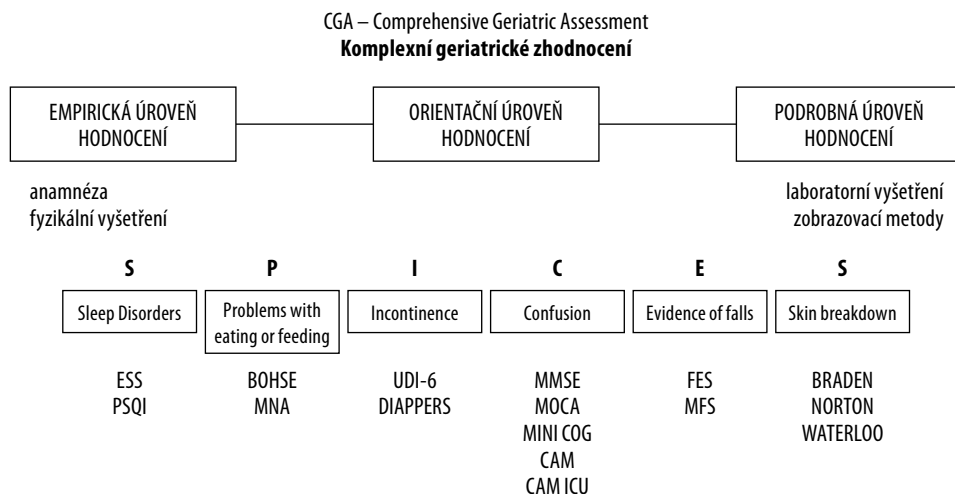 CGA – Comprehensive Geriatric Assessment
Komplexní geriatrické zhodnocení
EMPIRICKÁ ÚROVEŇ
HODNOCENÍ
ORIENTAČNÍ ÚROVEŇ
HODNOCENÍ
PODROBNÁ ÚROVEŇ
HODNOCENÍ
anamnéza
fyzikální vyšetření
laboratorní vyšetření
zobrazovací metody
S
P
I
C
E
S
Sleep Disorders
Problems with
eating or feeding
Incontinence
Confusion
Evidence of falls
Skin breakdown
ESS
PSQI
BOHSE
MNA
UDI-6
DIAPPERS
MMSE
MOCA
MINI COG
CAM
CAM ICU
FES
MFS
BRADEN
NORTON
WATERLOO